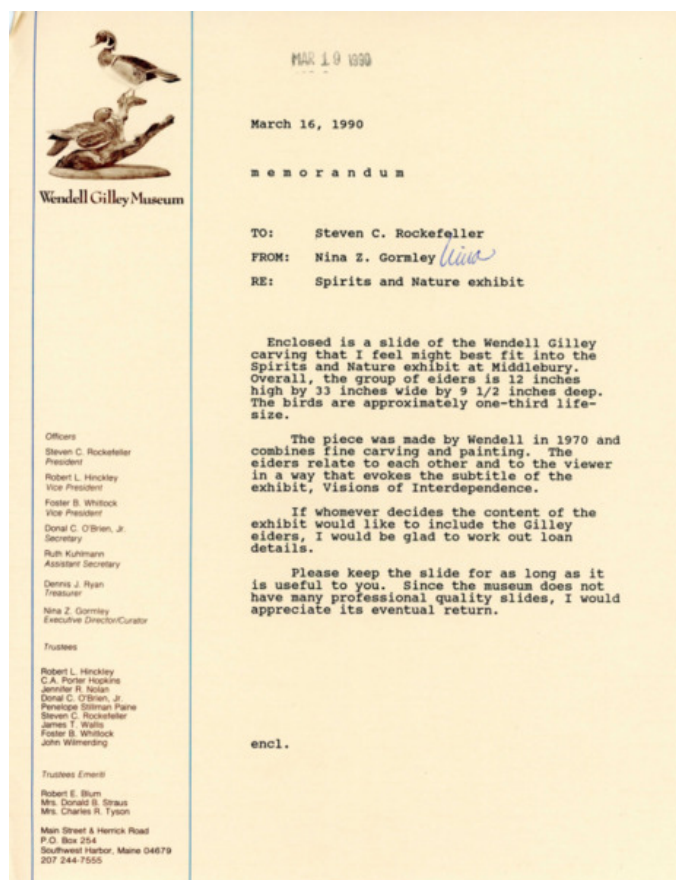 MAR 19 1990
Wendell Gilley Museum
March 16, 1990
memorandum
TO: Steven C. Rockefeller
FROM: Nina Z. Gormley Nina
RE: Spirits and Nature exhibit
Enclosed is a slide of the Wendell Gilley
carving that I feel might best fit into the
Spirits and Nature exhibit at Middlebury.
Overall, the group of eiders is 12 inches
high by 33 inches wide by 9 1/2 inches deep.
The birds are approximately one-third life-
size.
The piece was made by Wendell in 1970 and
combines fine carving and painting. The
eiders relate to each other and to the viewer
in a way that evokes the subtitle of the
exhibit, Visions of Interdependence.
If whomever decides the content of the
exhibit would like to include the Gilley
eiders, I would be glad to work out loan
details.
Please keep the slide for as long as it
is useful to you. Since the museum does not
have many professional quality slides, I would
appreciate its eventual return.
encl.
Officers
Steven C. Rockefeller
President
Robert L. Hinckley
Vice President
Foster B. Whitlock
Vice President
Donal C. O'Brien, Jr.
Secretary
Ruth Kuhlmann
Assistant Secretary
Dennis J. Ryan
Treasurer
Nina Z. Gormley
Executive Director/Curator
Trustees
Robert L. Hinckley
C.A. Porter Hopkins
Jennifer R. Nolan
Donal C. O'Brien, Jr.
Penelope Stillman Paine
Steven C. Rockefeller
James T. Wallis
Foster B. Whitlock
John Wilmerding
Trustees Emeriti
Robert E. Blum
Mrs. Donald B. Straus
Mrs. Charles R. Tyson
Main Street & Herrick Road
P.O. Box 254
Southwest Harbor, Maine 04679
207 244-7555